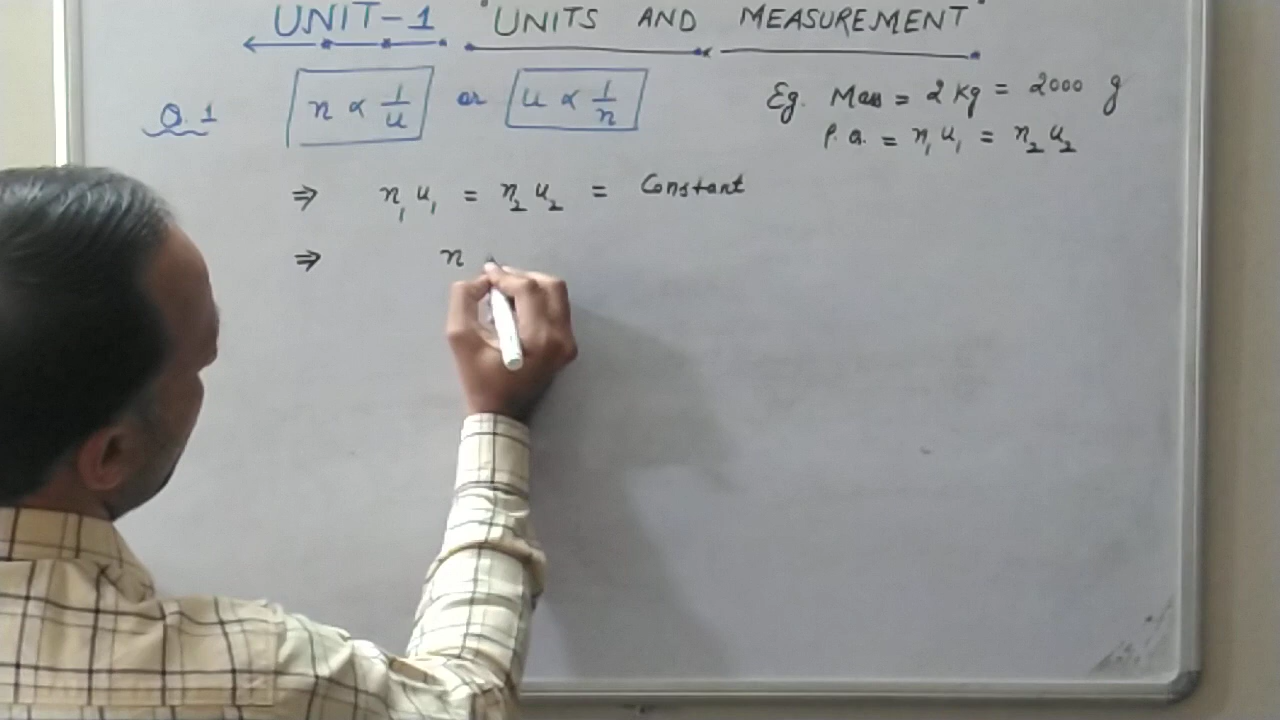 UNIT-1 "UNITS AND MEASUREMENT"
Q.1 n ∝ 1/u or u ∝ 1/n
Eg. Mass = 2 Kg = 2000 g
P.Q. = n₁u₁ = n₂u₂
⇒ n₁u₁ = n₂u₂ = Constant
⇒ n